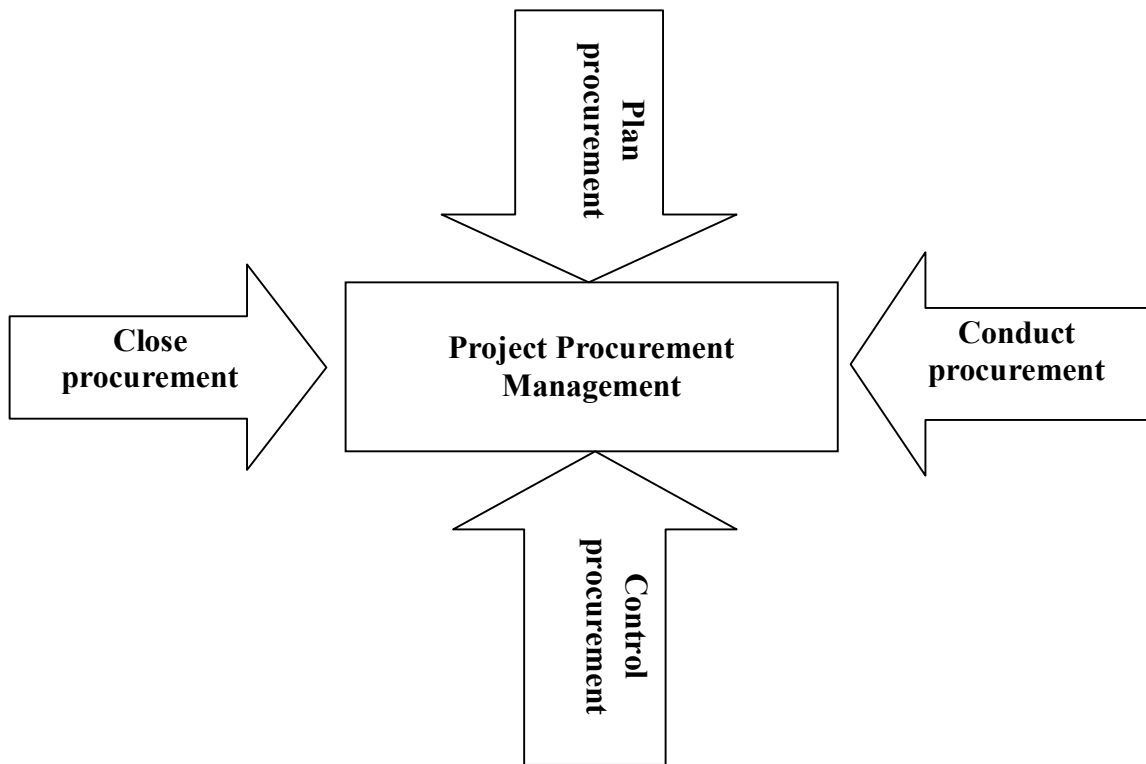 Plan
procurement
Close
procurement
Project Procurement
Management
Conduct
procurement
Control
procurement